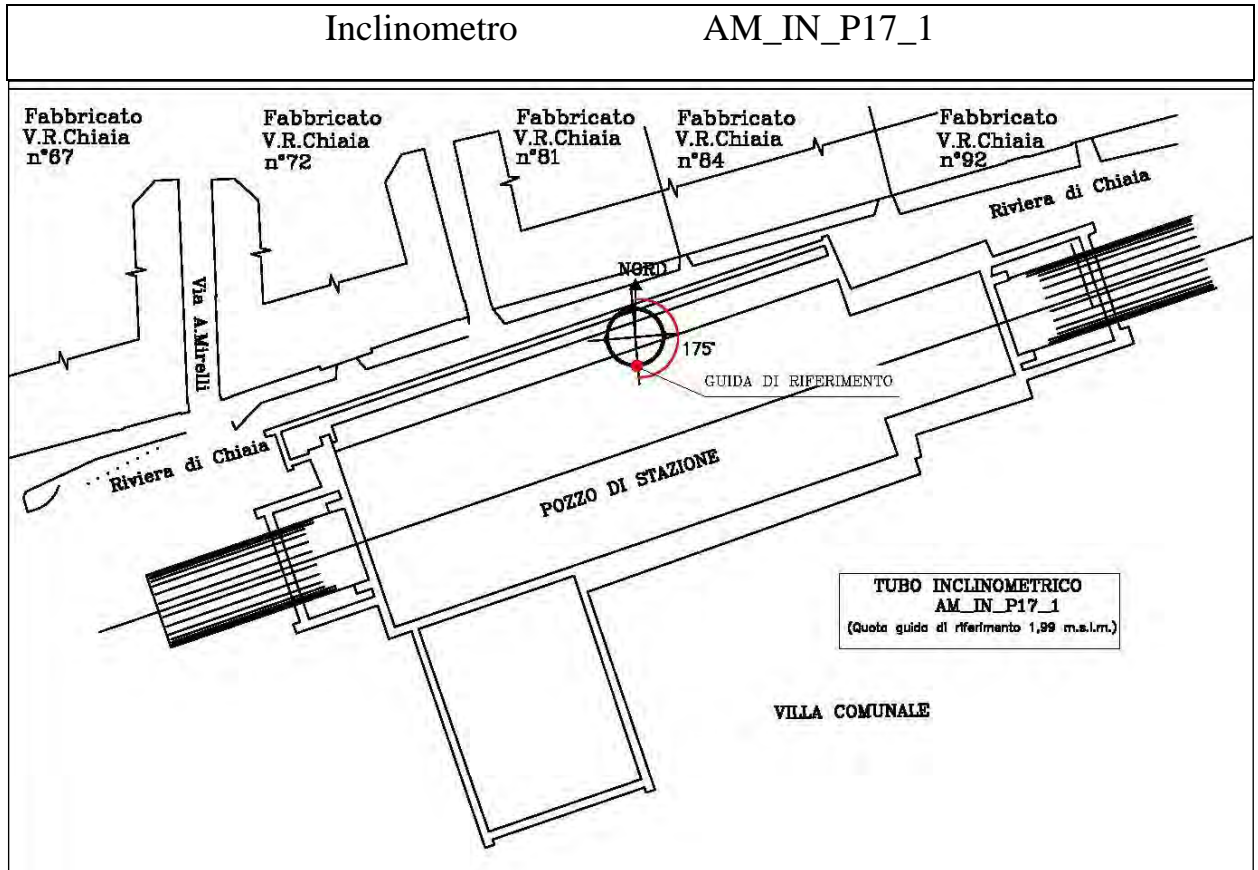 Inclinometro AM_IN_P17_1
Fabbricato
V.R.Chiaia
n°67
Fabbricato
V.R.Chiaia
n°72
Fabbricato
V.R.Chiaia
n°81
Fabbricato
V.R.Chiaia
n°84
Fabbricato
V.R.Chiaia
n°92
Riviera di Chiaia
Via A.Mirelli
NORD
175°
GUIDA DI RIFERIMENTO
Riviera di Chiaia
POZZO DI STAZIONE
TUBO INCLINOMETRICO
AM_IN_P17_1
(Quota guida di riferimento 1,99 m.s.l.m.)
VILLA COMUNALE